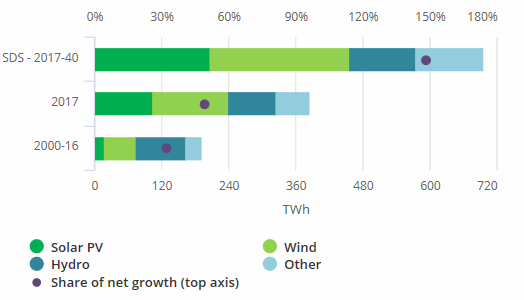 0% 30% 60% 90% 120% 150% 180%
SDS - 2017-40
2017
2000-16
0 120 240 360 480 600 720
TWh
Solar PV Wind
Hydro Other
Share of net growth (top axis)